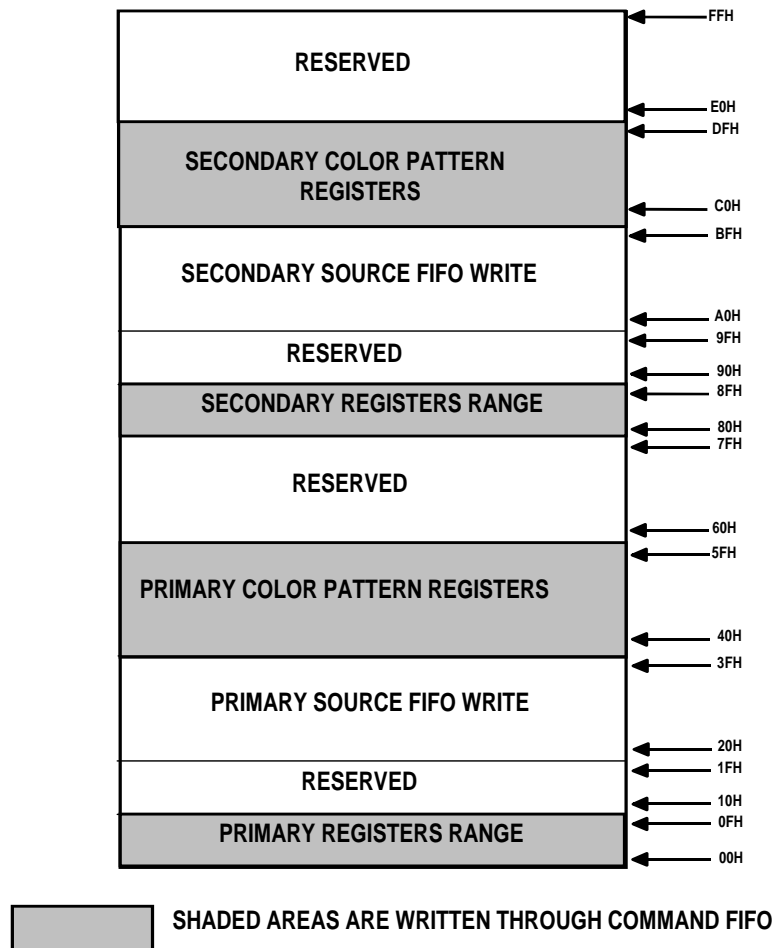 FFH
RESERVED
E0H
DFH
SECONDARY COLOR PATTERN
REGISTERS
C0H
BFH
SECONDARY SOURCE FIFO WRITE
A0H
9FH
RESERVED
90H
8FH
SECONDARY REGISTERS RANGE
80H
7FH
RESERVED
60H
5FH
PRIMARY COLOR PATTERN REGISTERS
40H
3FH
PRIMARY SOURCE FIFO WRITE
20H
1FH
RESERVED
10H
0FH
PRIMARY REGISTERS RANGE
00H
SHADED AREAS ARE WRITTEN THROUGH COMMAND FIFO